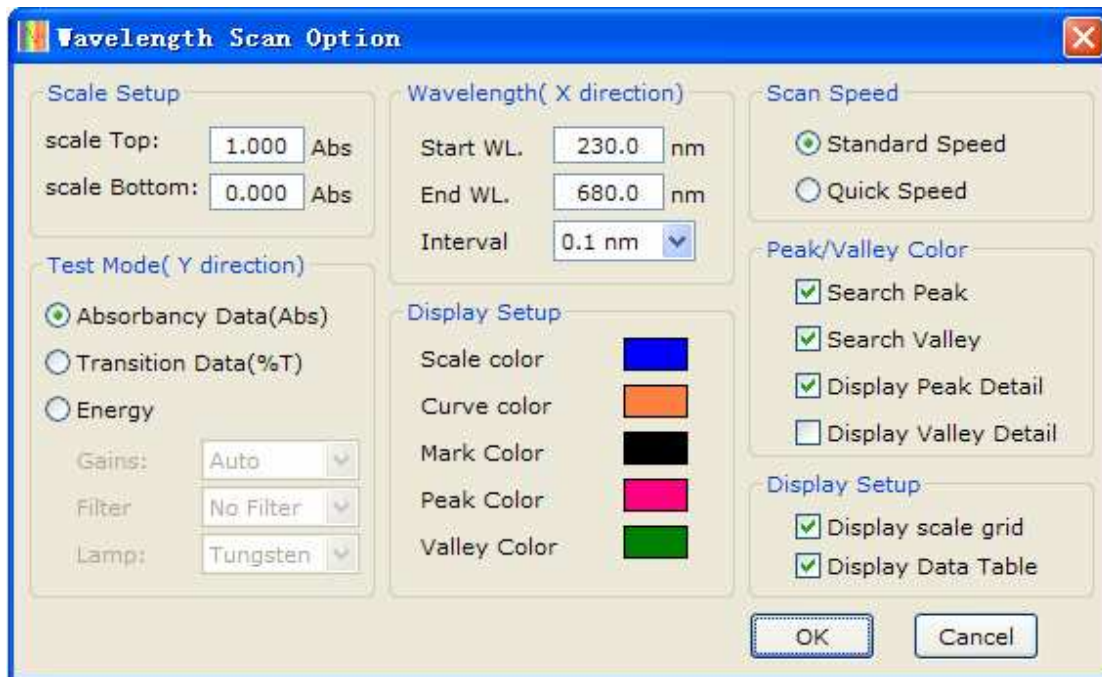 Wavelength Scan Option
Scale Setup
scale Top: 1.000 Abs
scale Bottom: 0.000 Abs
Test Mode( Y direction)
Absorbancy Data(Abs)
Transition Data(%T)
Energy
Gains: Auto
Filter No Filter
Lamp: Tungsten
Wavelength( X direction)
Start WL. 230.0 nm
End WL. 680.0 nm
Interval 0.1 nm
Display Setup
Scale color
Curve color
Mark Color
Peak Color
Valley Color
Scan Speed
Standard Speed
Quick Speed
Peak/Valley Color
Search Peak
Search Valley
Display Peak Detail
Display Valley Detail
Display Setup
Display scale grid
Display Data Table
OK Cancel